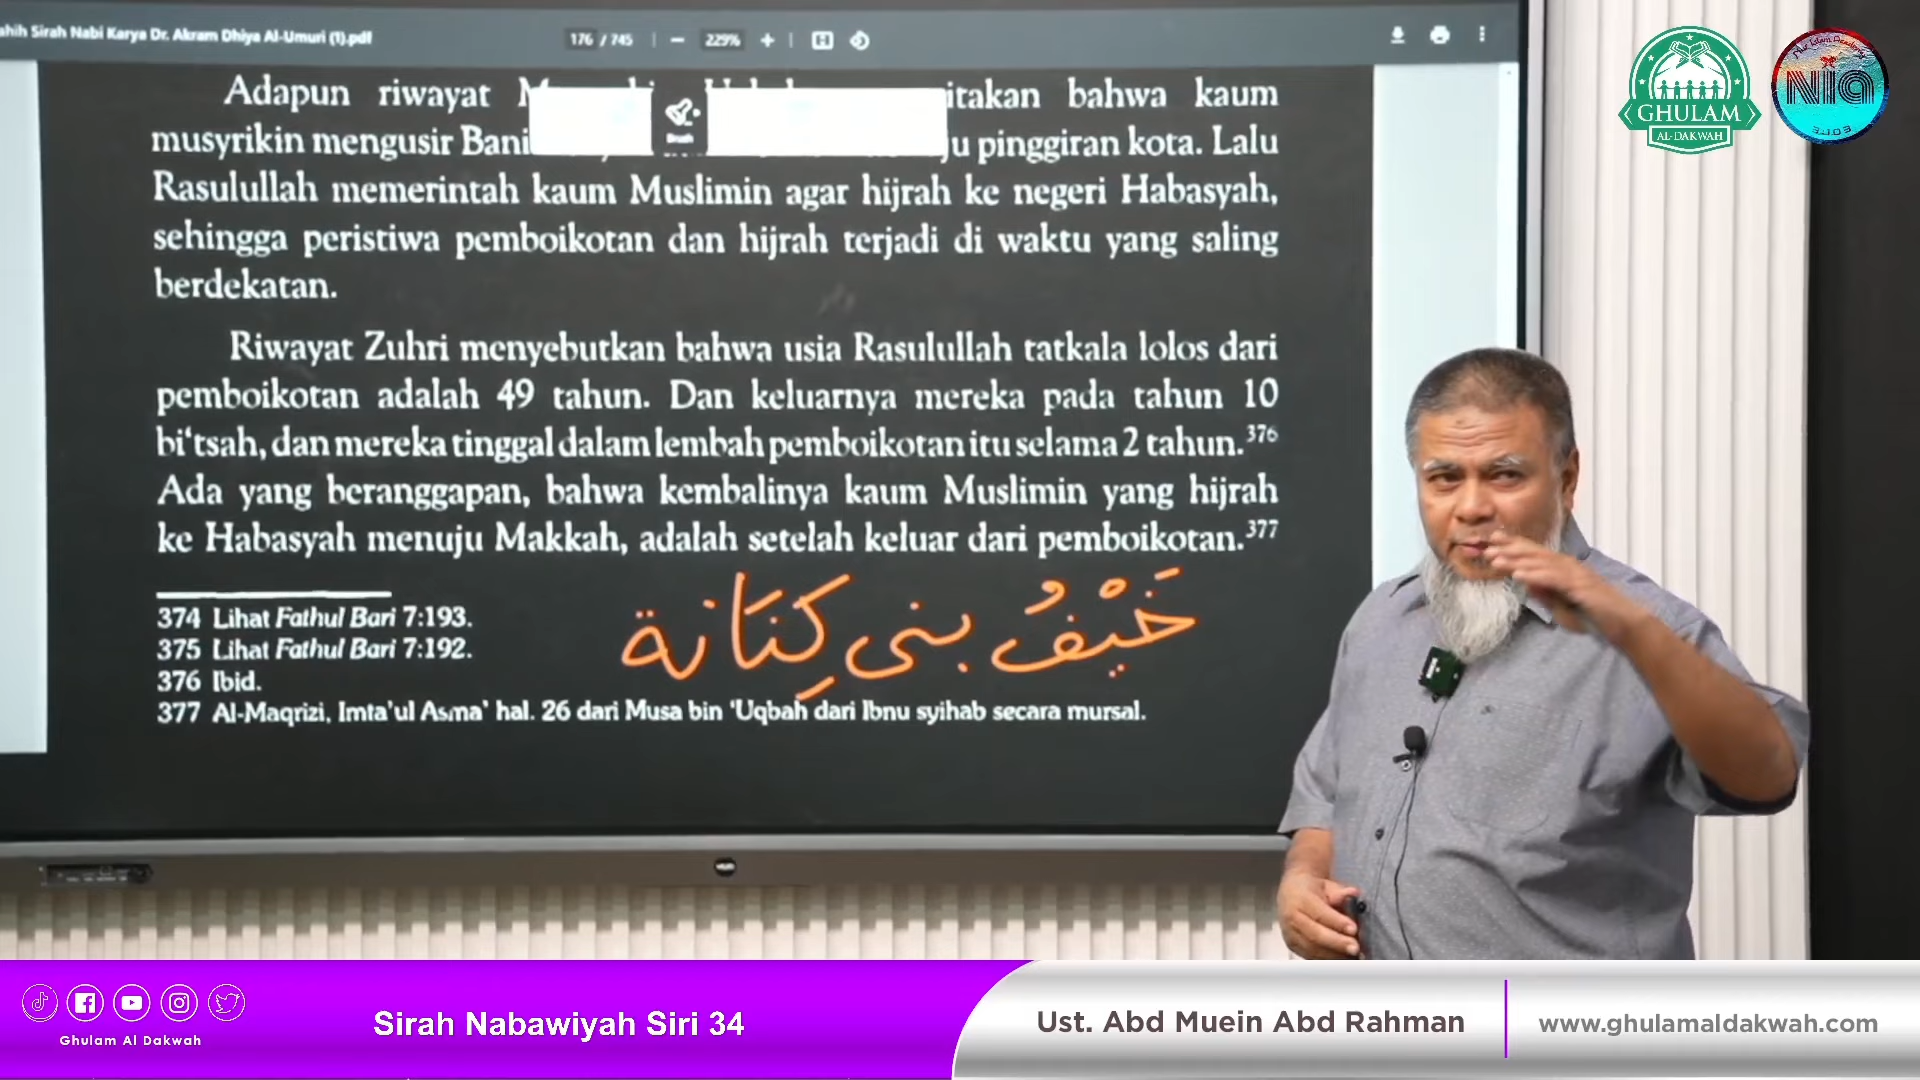 ahih Sirah Nabi Karya Dr. Akram Dhiya Al-Umuri (1).pdf
176 / 745
229%
GHULAM
AL-DAKWAH
NIA
Adapun riwayat itakan bahwa kaum
musyrikin mengusir Bani u pinggiran kota. Lalu
Rasulullah memerintah kaum Muslimin agar hijrah ke negeri Habasyah,
sehingga peristiwa pemboikotan dan hijrah terjadi di waktu yang saling
berdekatan.
Riwayat Zuhri menyebutkan bahwa usia Rasulullah tatkala lolos dari
pemboikotan adalah 49 tahun. Dan keluarnya mereka pada tahun 10
bi‘tsah, dan mereka tinggal dalam lembah pemboikotan itu selama 2 tahun.376
Ada yang beranggapan, bahwa kembalinya kaum Muslimin yang hijrah
ke Habasyah menuju Makkah, adalah setelah keluar dari pemboikotan.377
خَيْفُ بنى كِنَانة
374 Lihat Fathul Bari 7:193.
375 Lihat Fathul Bari 7:192.
376 Ibid.
377 Al-Maqrizi, Imta’ul Asma’ hal. 26 dari Musa bin ‘Uqbah dari Ibnu syihab secara mursal.
Ghulam Al Dakwah
Sirah Nabawiyah Siri 34
Ust. Abd Muein Abd Rahman
www.ghulamaldakwah.com